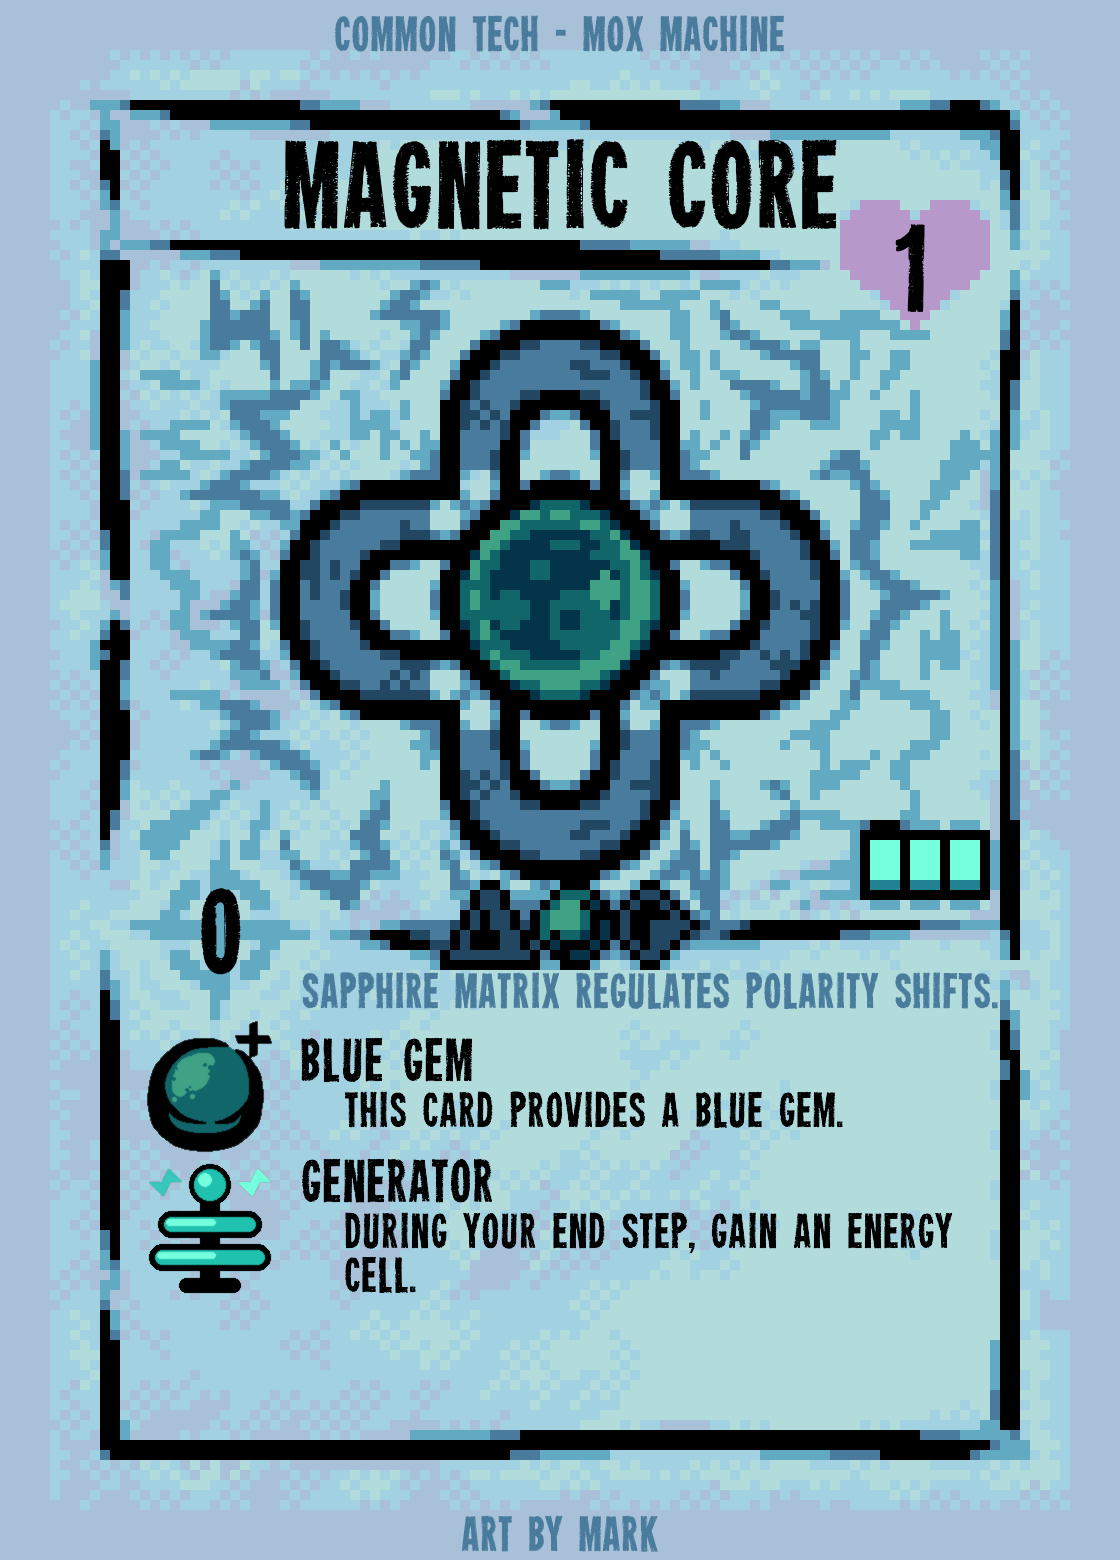 COMMON TECH - MOX MACHINE
MAGNETIC CORE
1
0
SAPPHIRE MATRIX REGULATES POLARITY SHIFTS.
BLUE GEM
THIS CARD PROVIDES A BLUE GEM.
GENERATOR
DURING YOUR END STEP, GAIN AN ENERGY
CELL.
ART BY MARK